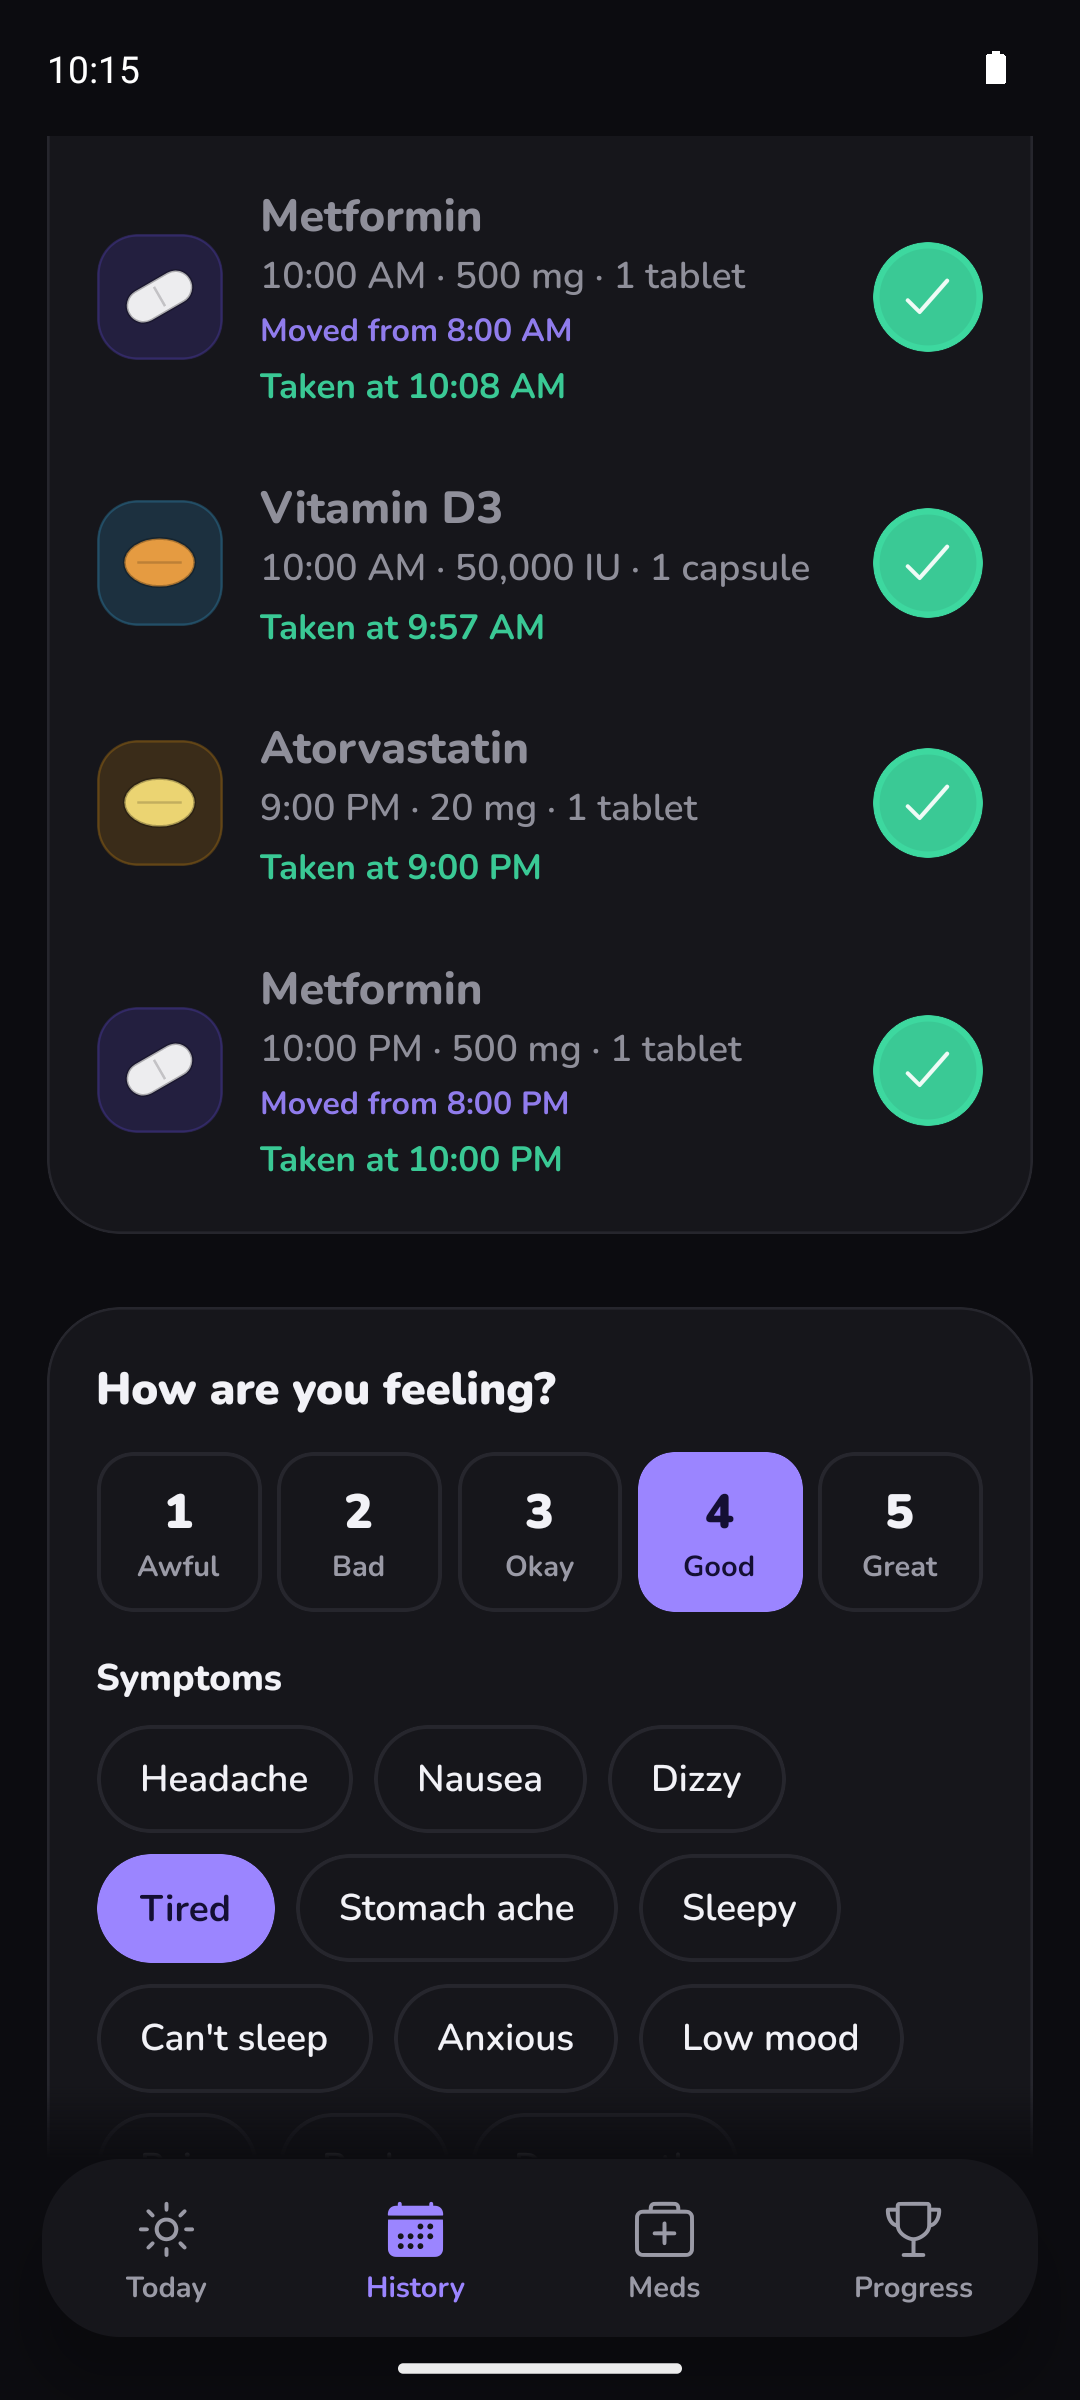 10:15
Metformin
10:00 AM · 500 mg · 1 tablet
Moved from 8:00 AM
Taken at 10:08 AM
Vitamin D3
10:00 AM · 50,000 IU · 1 capsule
Taken at 9:57 AM
Atorvastatin
9:00 PM · 20 mg · 1 tablet
Taken at 9:00 PM
Metformin
10:00 PM · 500 mg · 1 tablet
Moved from 8:00 PM
Taken at 10:00 PM
How are you feeling?
1 2 3 4 5
Awful Bad Okay Good Great
Symptoms
Headache Nausea Dizzy
Tired Stomach ache Sleepy
Can't sleep Anxious Low mood
Today History Meds Progress